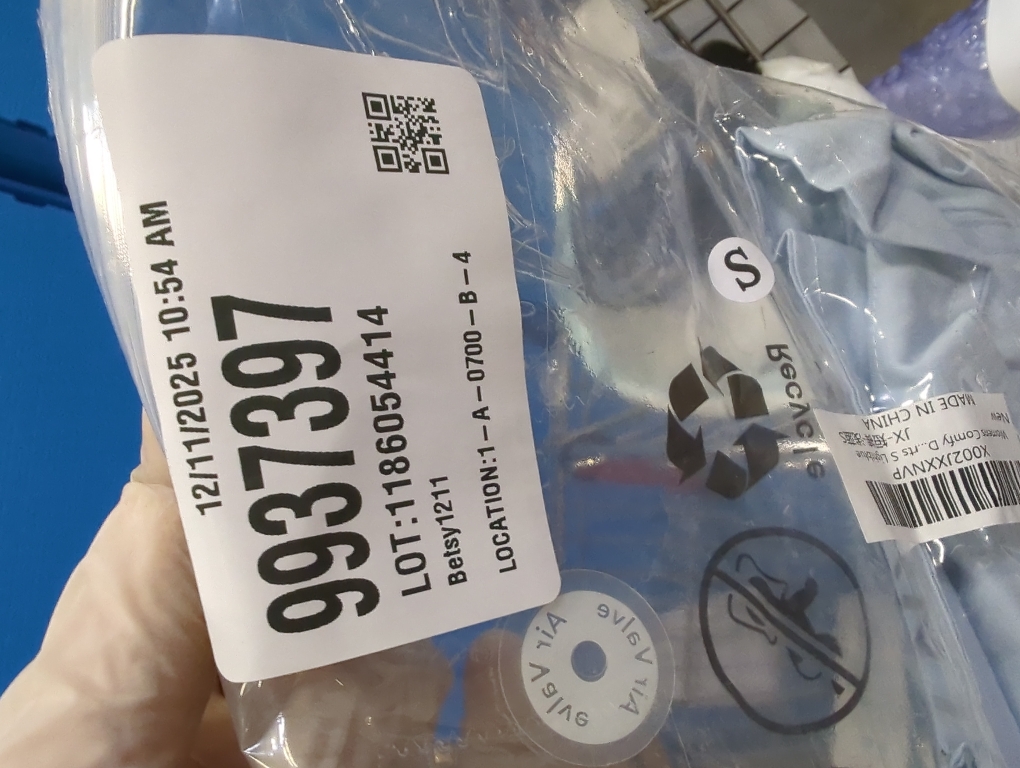 12/11/2025 10:54 AM
9937397
LOT:1186054414
Betsy1211
LOCATION:1-A-0700-B-4
S
Recycle
Air Valve
Air Valve
X002IXXNVP
Womens Comfy D...rts S Lightblue
New
MADE IN CHINA